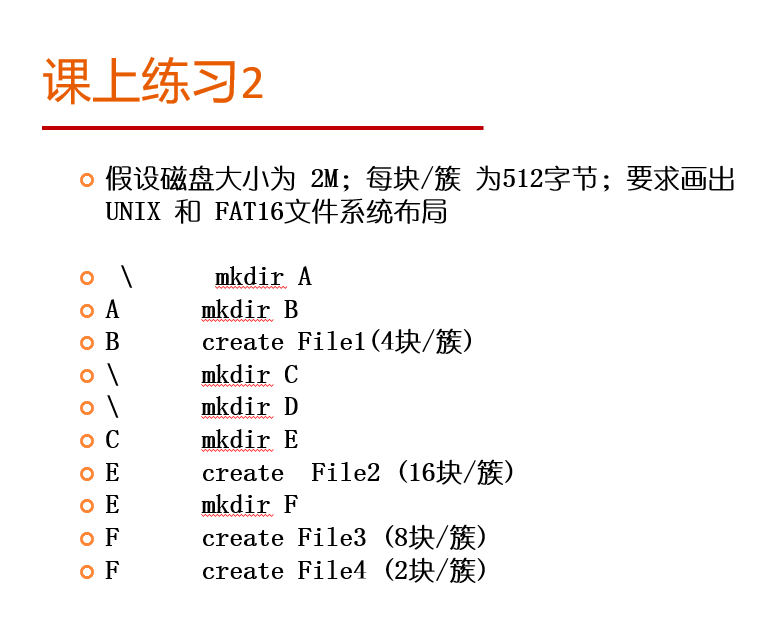 课上练习2
假设磁盘大小为 2M；每块/簇 为512字节；要求画出
UNIX 和 FAT16文件系统布局
\ mkdir A
A mkdir B
B create File1(4块/簇)
\ mkdir C
\ mkdir D
C mkdir E
E create File2 (16块/簇)
E mkdir F
F create File3 (8块/簇)
F create File4 (2块/簇)